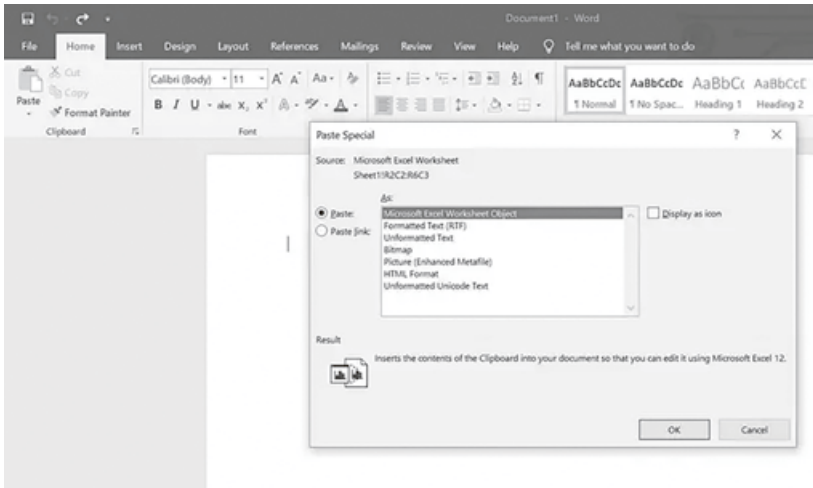 Document1 - Word
File Home Insert Design Layout References Mailings Review View Help Tell me what you want to do
Paste
Cut
Copy
Format Painter
Clipboard
Calibri (Body) 11 A A Aa
B I U abc X, X² A A
Font
AaBbCcDc AaBbCcDc AaBbCc AaBbCcE
¶ Normal ¶ No Spac... Heading 1 Heading 2
Paste Special
Source: Microsoft Excel Worksheet
Sheet1!R2C2:R6C3
As:
Paste:
Paste link:
Microsoft Excel Worksheet Object
Formatted Text (RTF)
Unformatted Text
Bitmap
Picture (Enhanced Metafile)
HTML Format
Unformatted Unicode Text
Display as icon
Result
Inserts the contents of the Clipboard into your document so that you can edit it using Microsoft Excel 12.
OK Cancel